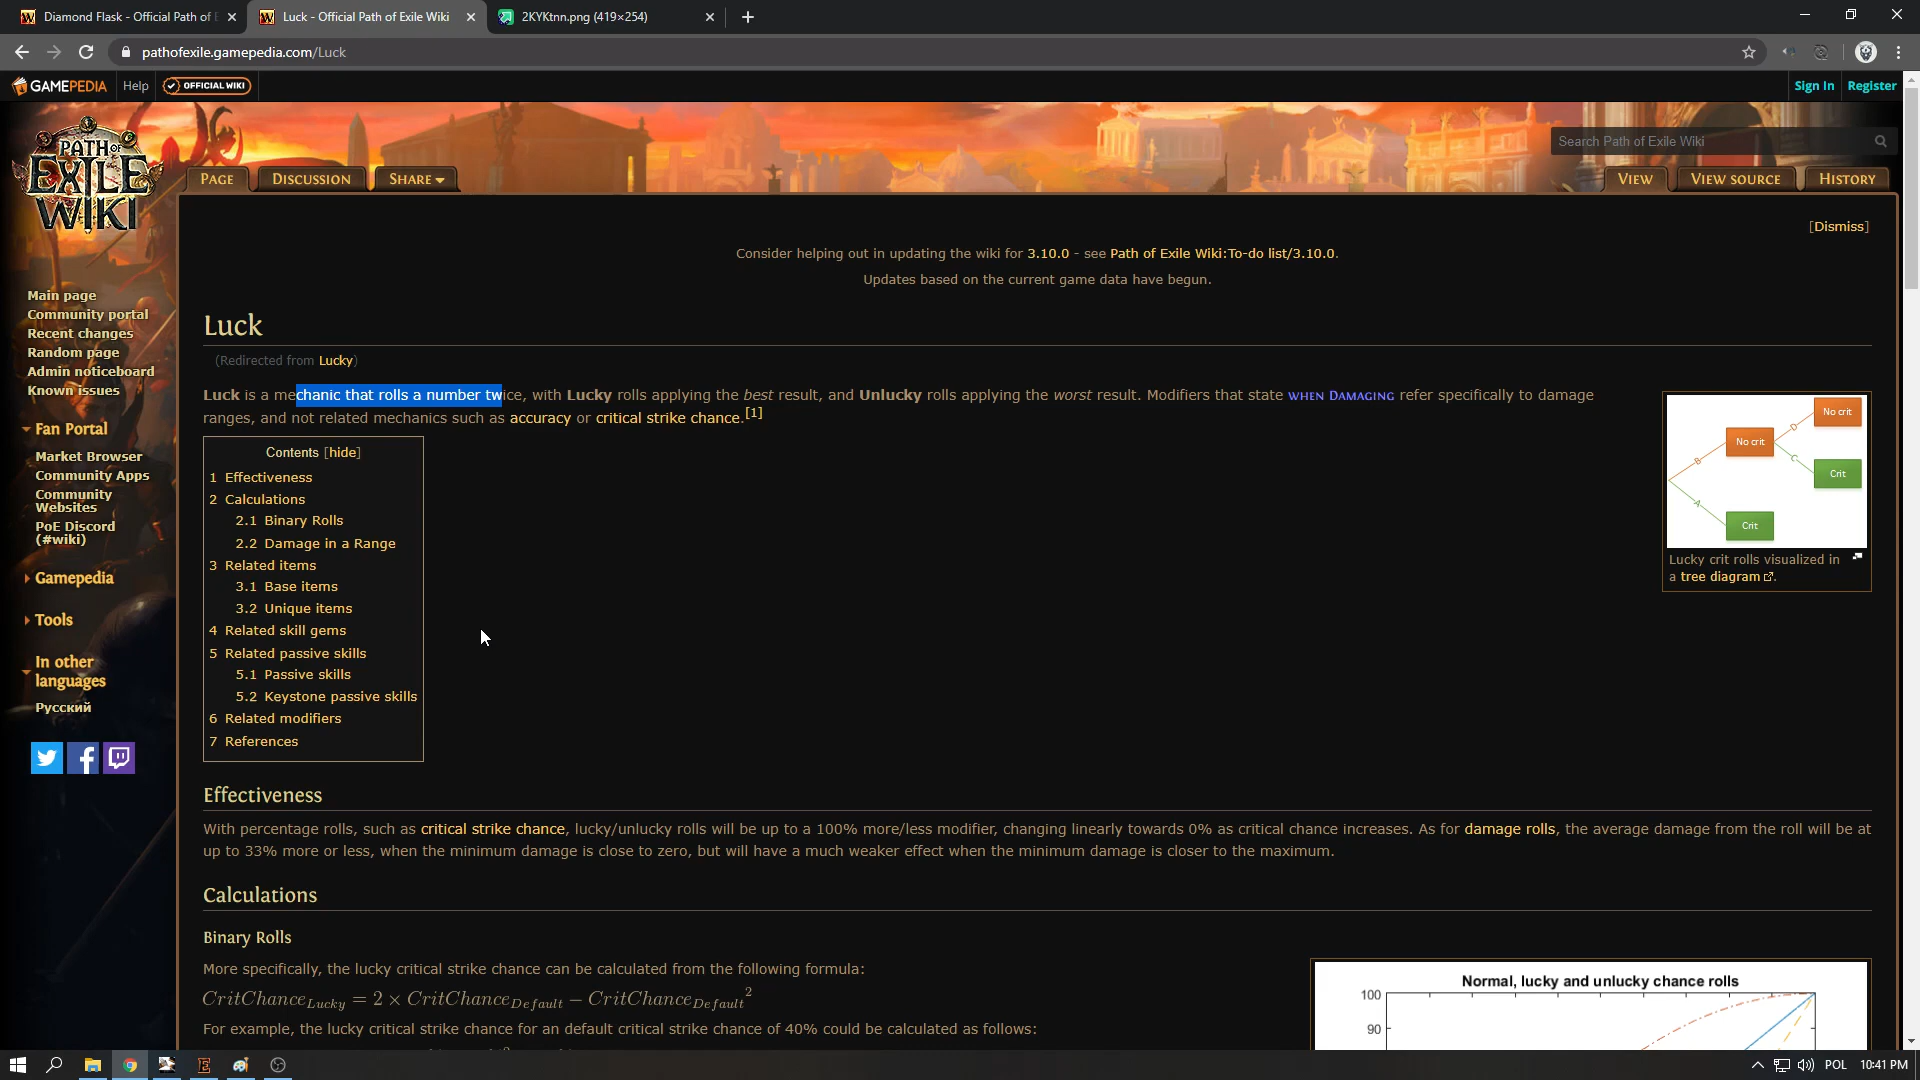 Diamond Flask - Official Path of E
Luck - Official Path of Exile Wiki
2KYKtnn.png (419×254)
pathofexile.gamepedia.com/Luck
GAMEPEDIA
Help
OFFICIAL WIKI
Sign In
Register
PATH OF
EXILE
WIKI
Search Path of Exile Wiki
PAGE
DISCUSSION
SHARE
VIEW
VIEW SOURCE
HISTORY
[Dismiss]
Consider helping out in updating the wiki for 3.10.0 - see Path of Exile Wiki:To-do list/3.10.0.
Updates based on the current game data have begun.
Main page
Community portal
Recent changes
Random page
Admin noticeboard
Known issues
Fan Portal
Market Browser
Community Apps
Community
Websites
PoE Discord
(#wiki)
Gamepedia
Tools
In other
languages
Русский
Luck
(Redirected from Lucky)
Luck is a mechanic that rolls a number twice, with Lucky rolls applying the best result, and Unlucky rolls applying the worst result. Modifiers that state WHEN DAMAGING refer specifically to damage
ranges, and not related mechanics such as accuracy or critical strike chance.[1]
Contents [hide]
1 Effectiveness
2 Calculations
2.1 Binary Rolls
2.2 Damage in a Range
3 Related items
3.1 Base items
3.2 Unique items
4 Related skill gems
5 Related passive skills
5.1 Passive skills
5.2 Keystone passive skills
6 Related modifiers
7 References
No crit
No crit
Crit
Crit
A
B
C
D
Lucky crit rolls visualized in
a tree diagram.
Effectiveness
With percentage rolls, such as critical strike chance, lucky/unlucky rolls will be up to a 100% more/less modifier, changing linearly towards 0% as critical chance increases. As for damage rolls, the average damage from the roll will be at
up to 33% more or less, when the minimum damage is close to zero, but will have a much weaker effect when the minimum damage is closer to the maximum.
Calculations
Binary Rolls
More specifically, the lucky critical strike chance can be calculated from the following formula:
CritChance_Lucky = 2 × CritChance_Default − CritChance_Default²
For example, the lucky critical strike chance for an default critical strike chance of 40% could be calculated as follows:
Normal, lucky and unlucky chance rolls
100
90
POL
10:41 PM